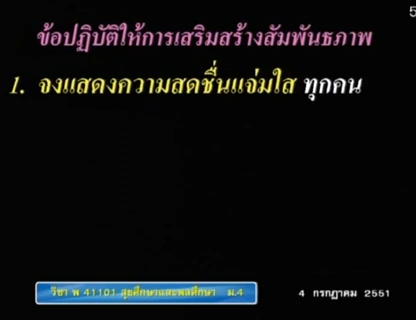 ข้อปฏิบัติให้การเสริมสร้างสัมพันธภาพ
1. จงแสดงความสดชื่นแจ่มใส ทุกคน
วิชา พ 41101 สุขศึกษาและพลศึกษา ม.4
4 กรกฎาคม 2551